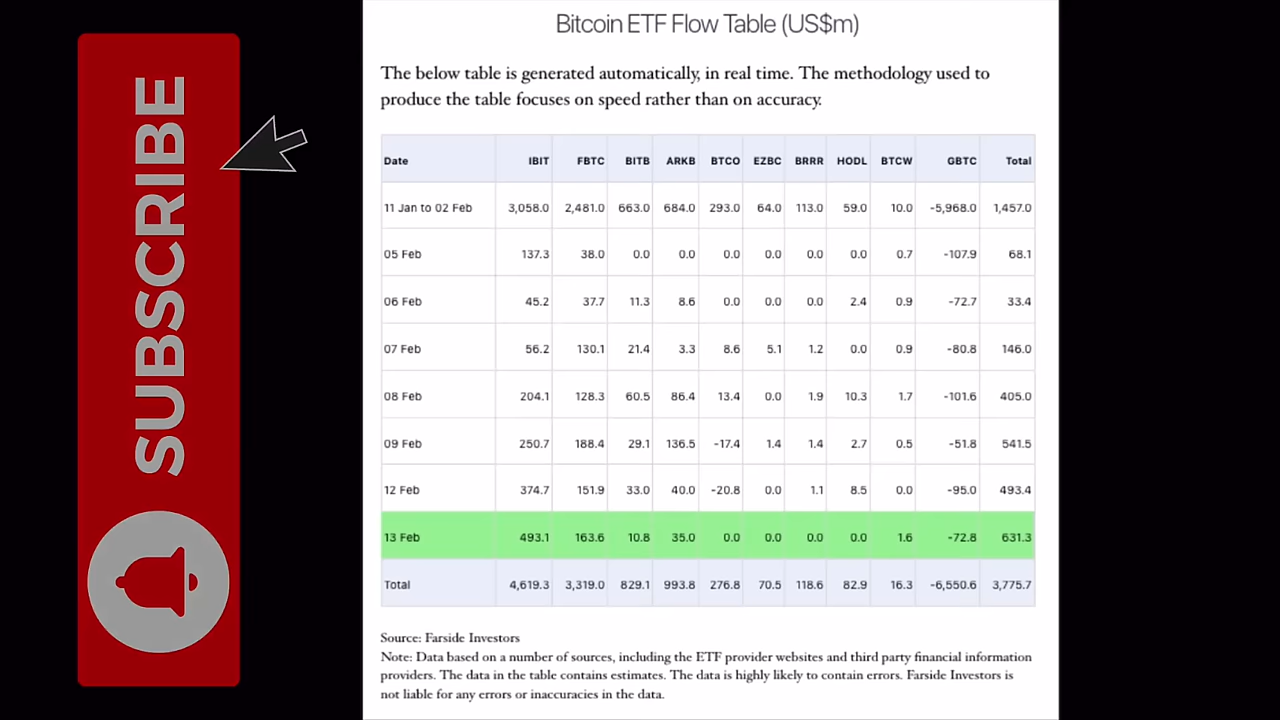 SUBSCRIBE
Bitcoin ETF Flow Table (US$m)
The below table is generated automatically, in real time. The methodology used to
produce the table focuses on speed rather than on accuracy.
Date IBIT FBTC BITB ARKB BTCO EZBC BRRR HODL BTCW GBTC Total
11 Jan to 02 Feb 3,058.0 2,481.0 663.0 684.0 293.0 64.0 113.0 59.0 10.0 -5,968.0 1,457.0
05 Feb 137.3 38.0 0.0 0.0 0.0 0.0 0.0 0.0 0.7 -107.9 68.1
06 Feb 45.2 37.7 11.3 8.6 0.0 0.0 0.0 2.4 0.9 -72.7 33.4
07 Feb 56.2 130.1 21.4 3.3 8.6 5.1 1.2 0.0 0.9 -80.8 146.0
08 Feb 204.1 128.3 60.5 86.4 13.4 0.0 1.9 10.3 1.7 -101.6 405.0
09 Feb 250.7 188.4 29.1 136.5 -17.4 1.4 1.4 2.7 0.5 -51.8 541.5
12 Feb 374.7 151.9 33.0 40.0 -20.8 0.0 1.1 8.5 0.0 -95.0 493.4
13 Feb 493.1 163.6 10.8 35.0 0.0 0.0 0.0 0.0 1.6 -72.8 631.3
Total 4,619.3 3,319.0 829.1 993.8 276.8 70.5 118.6 82.9 16.3 -6,550.6 3,775.7
Source: Farside Investors
Note: Data based on a number of sources, including the ETF provider websites and third party financial information
providers. The data in the table contains estimates. The data is highly likely to contain errors. Farside Investors is
not liable for any errors or inaccuracies in the data.